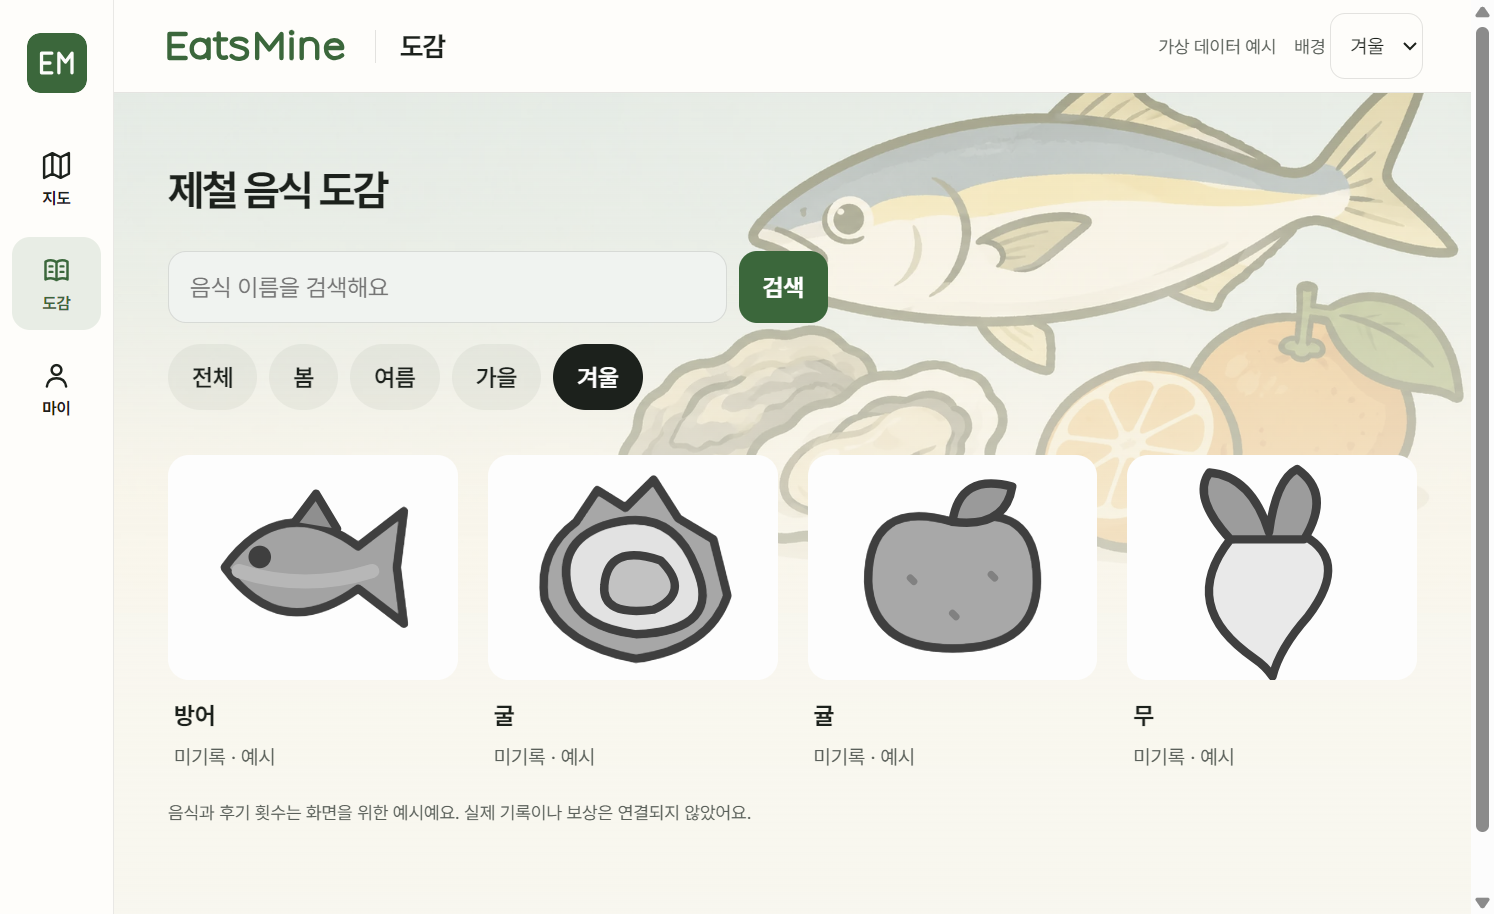 EM
지도
도감
마이
EatsMine
도감
가상 데이터 예시
배경
겨울
제철 음식 도감
음식 이름을 검색해요
검색
전체
봄
여름
가을
겨울
방어
미기록 · 예시
굴
미기록 · 예시
귤
미기록 · 예시
무
미기록 · 예시
음식과 후기 횟수는 화면을 위한 예시예요. 실제 기록이나 보상은 연결되지 않았어요.